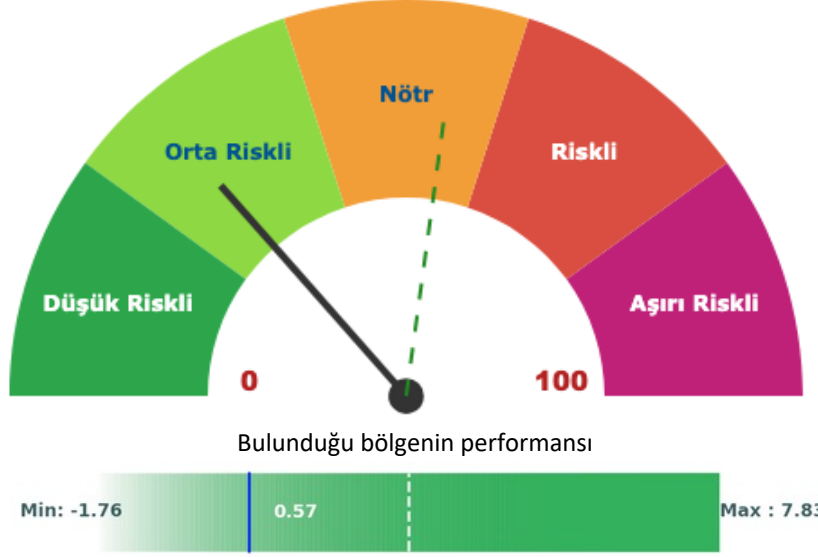 Nötr
Orta Riskli
Riskli
Düşük Riskli
Aşırı Riskli
0
100
Bulunduğu bölgenin performansı
Min: -1.76
0.57
Max : 7.83